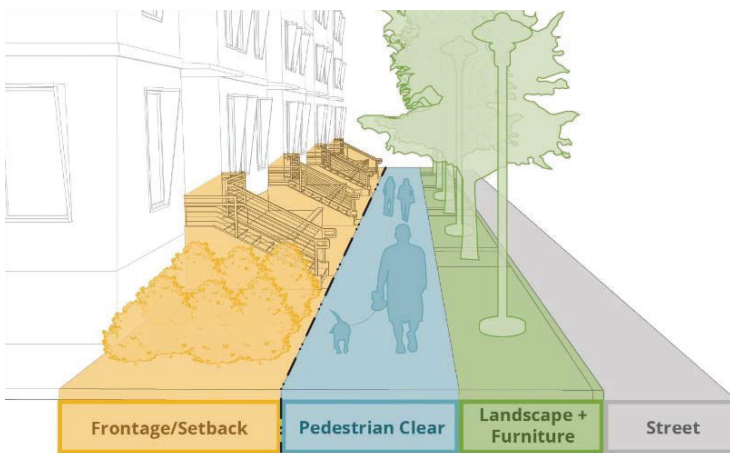 Frontage/Setback
Pedestrian Clear
Landscape +
Furniture
Street